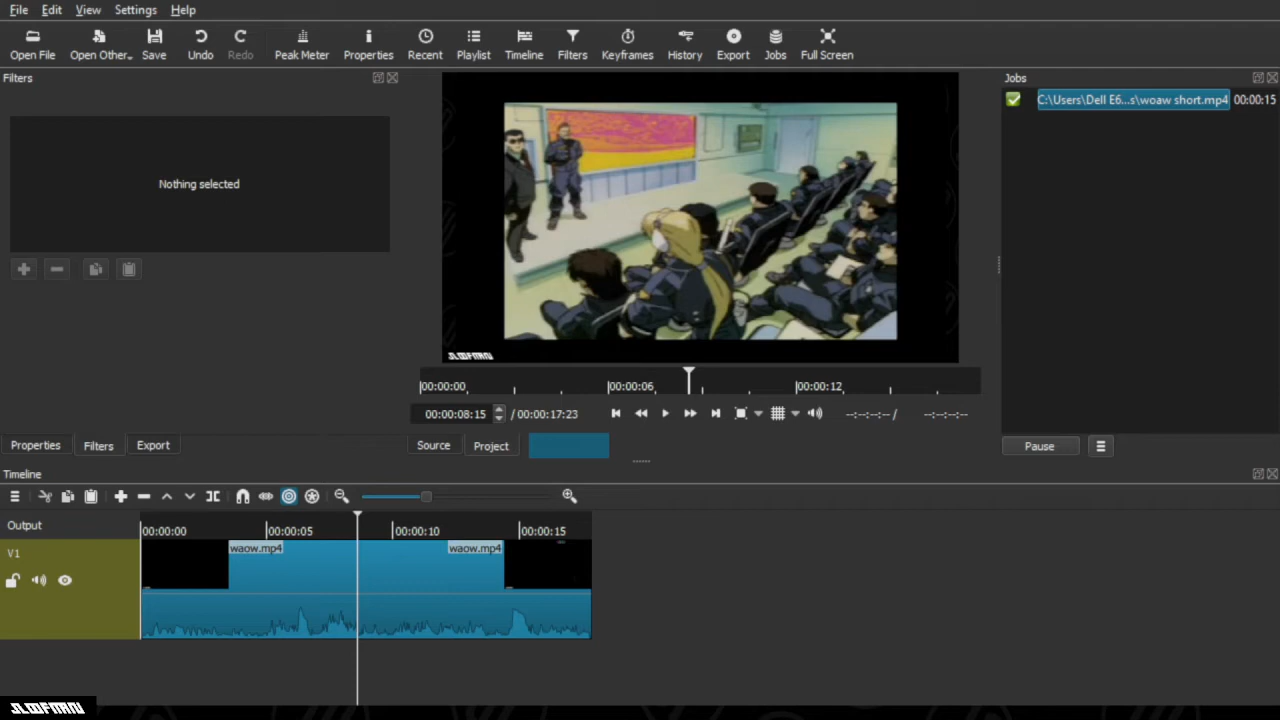 File Edit View Settings Help
Open File Open Other... Save Undo Redo Peak Meter Properties Recent Playlist Timeline Filters Keyframes History Export Jobs Full Screen
Filters
Jobs
C:\Users\Dell E6...s\woaw short.mp4 00:00:15
Nothing selected
00:00:00 00:00:06 00:00:12
00:00:08:15 / 00:00:17:23 --:--:--:-- / --:--:--:--
Properties Filters Export Source Project Pause
Timeline
Output 00:00:00 00:00:05 00:00:10 00:00:15
V1 waow.mp4 waow.mp4